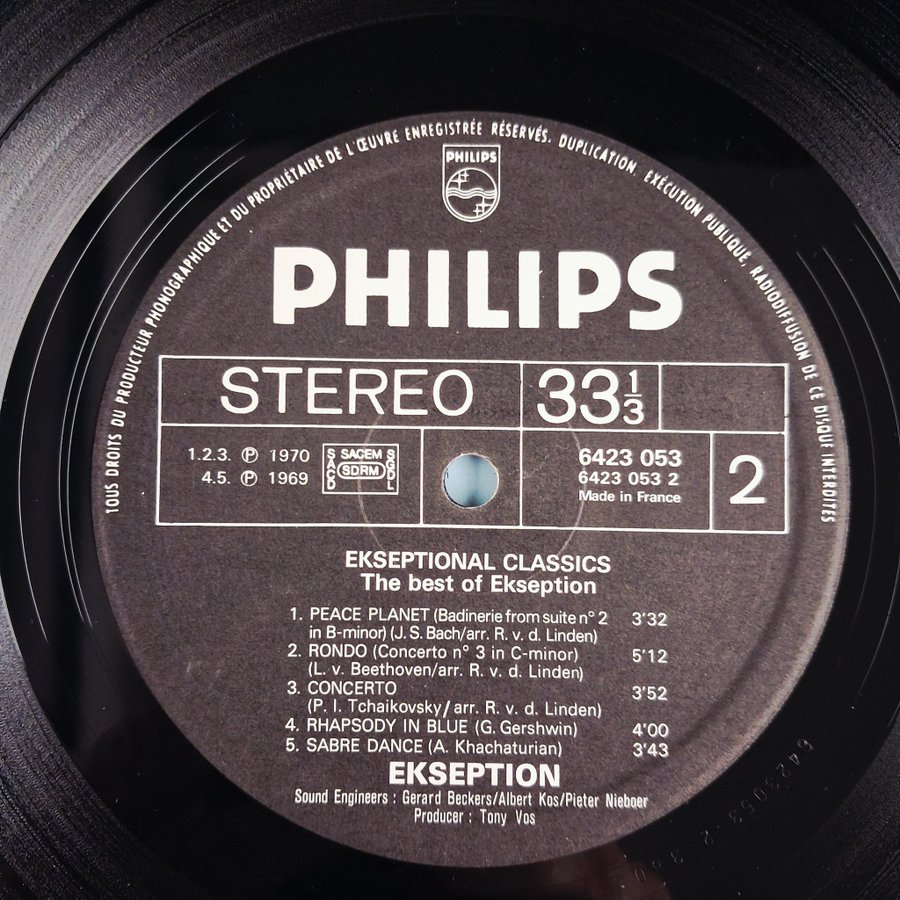 TOUS DROITS DU PRODUCTEUR PHONOGRAPHIQUE ET DU PROPRIÉTAIRE DE L'ŒUVRE ENREGISTRÉE RÉSERVÉS. DUPLICATION, EXÉCUTION PUBLIQUE, RADIODIFFUSION DE CE DISQUE INTERDITES
PHILIPS
PHILIPS
STEREO 33 1/3
1.2.3. Ⓟ 1970
4.5. Ⓟ 1969
SACEM
SACD SDRM SGDL
6423 053
6423 053 2
Made in France
2
EKSEPTIONAL CLASSICS
The best of Ekseption
1. PEACE PLANET (Badinerie from suite n° 2 3'32
in B-minor) (J. S. Bach/arr. R. v. d. Linden)
2. RONDO (Concerto n° 3 in C-minor) 5'12
(L. v. Beethoven/arr. R. v. d. Linden)
3. CONCERTO 3'52
(P. I. Tchaikovsky/arr. R. v. d. Linden)
4. RHAPSODY IN BLUE (G. Gershwin) 4'00
5. SABRE DANCE (A. Khachaturian) 3'43
EKSEPTION
Sound Engineers : Gerard Beckers/Albert Kos/Pieter Nieboer
Producer : Tony Vos